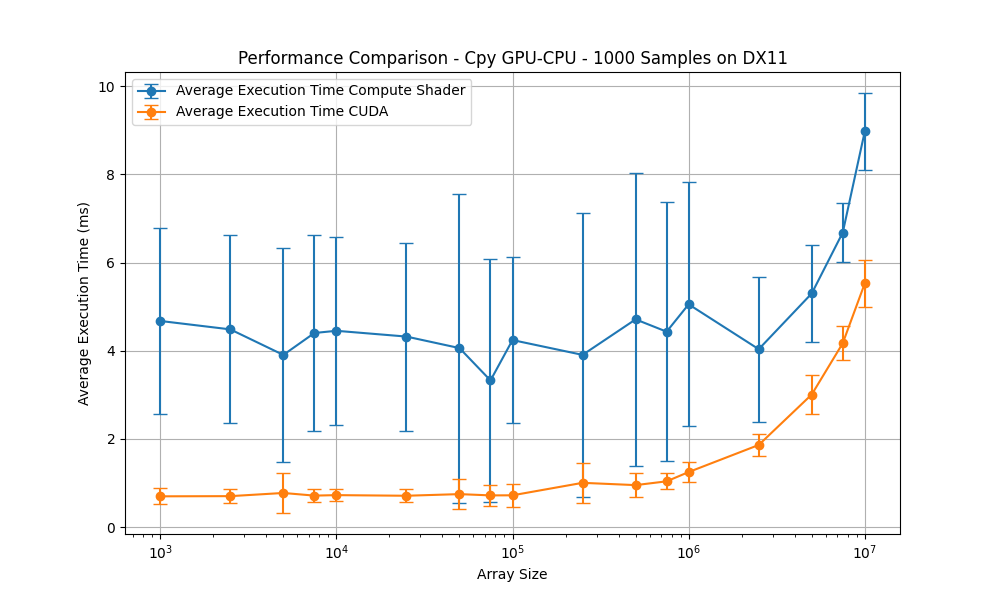 Performance Comparison - Cpy GPU-CPU - 1000 Samples on DX11
Average Execution Time Compute Shader
Average Execution Time CUDA
Average Execution Time (ms)
10
8
6
4
2
0
10³ 10⁴ 10⁵ 10⁶ 10⁷
Array Size